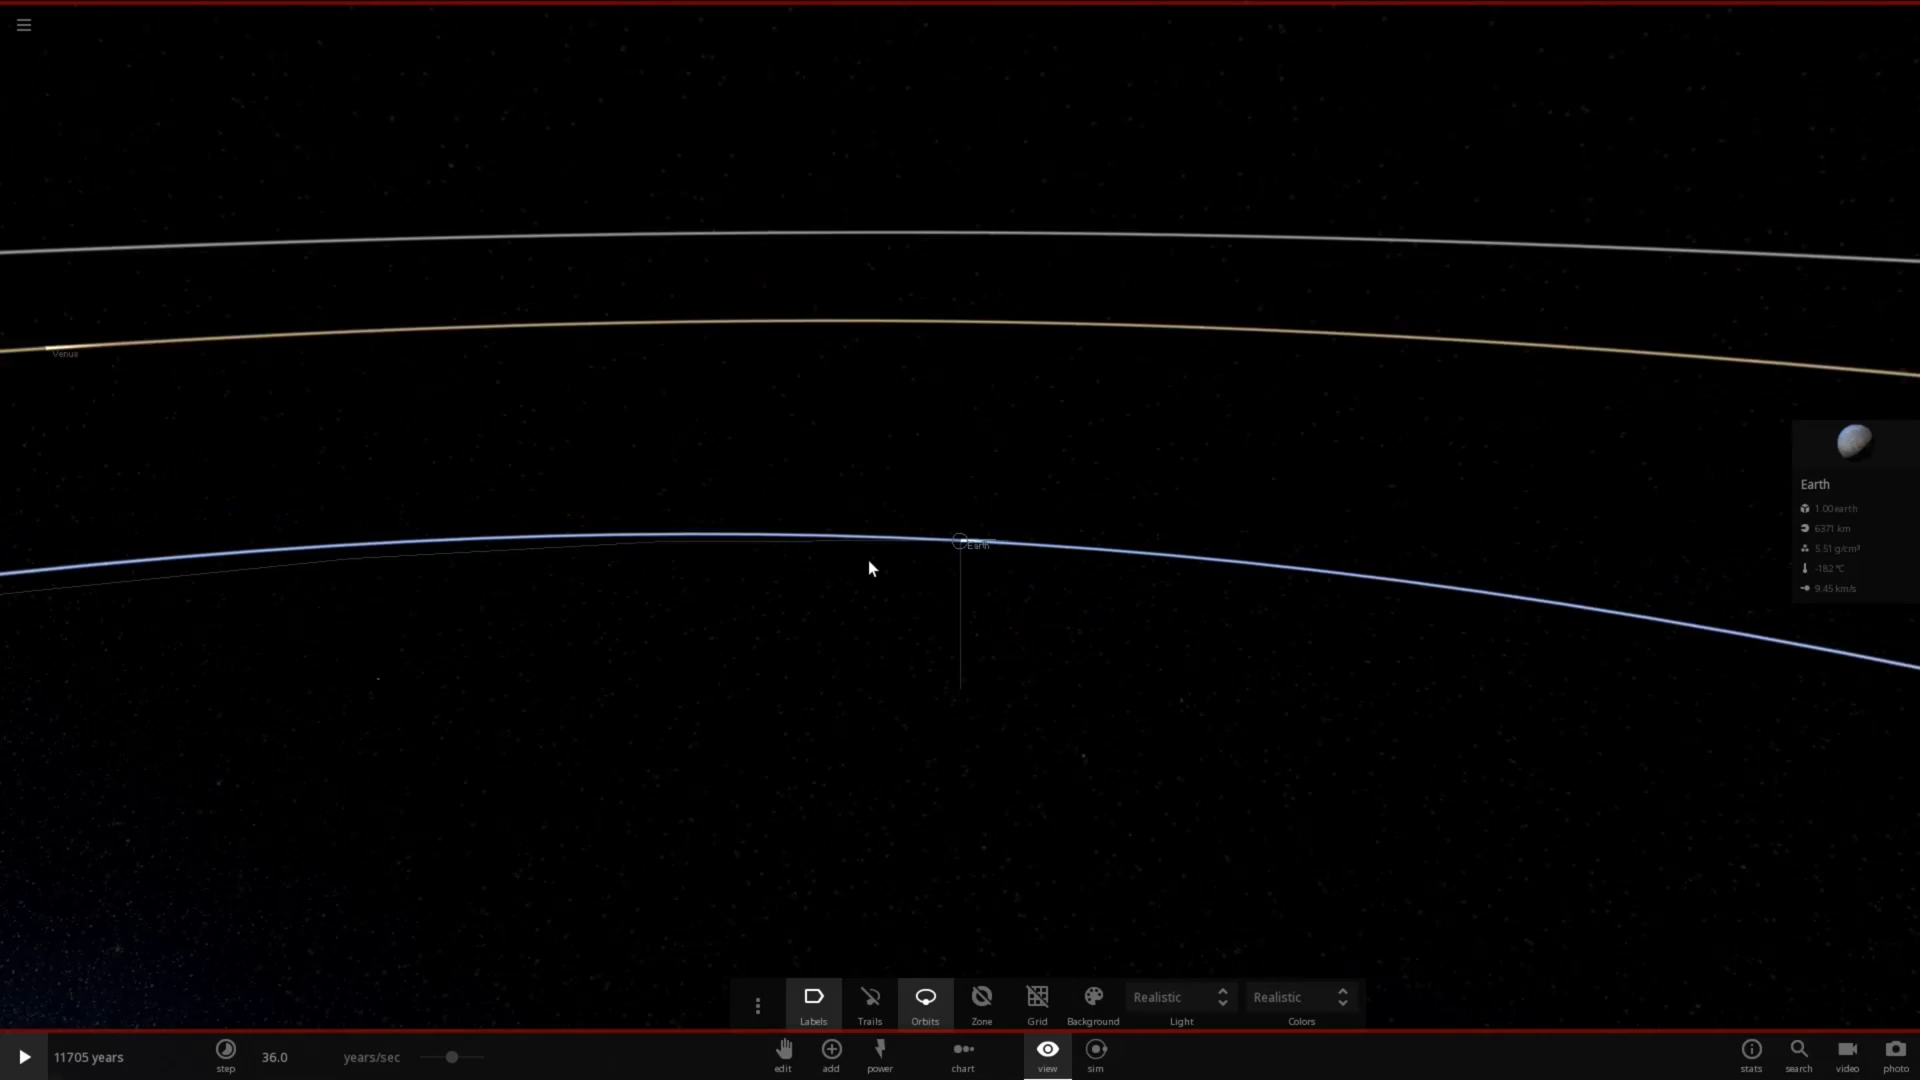 Venus
Earth
Earth
1.00 earth
6371 km
5.51 g/cm³
-182 °C
9.45 km/s
Labels
Trails
Orbits
Zone
Grid
Background
Realistic
Light
Realistic
Colors
11705 years
step
36.0
years/sec
edit
add
power
chart
view
sim
stats
search
video
photo